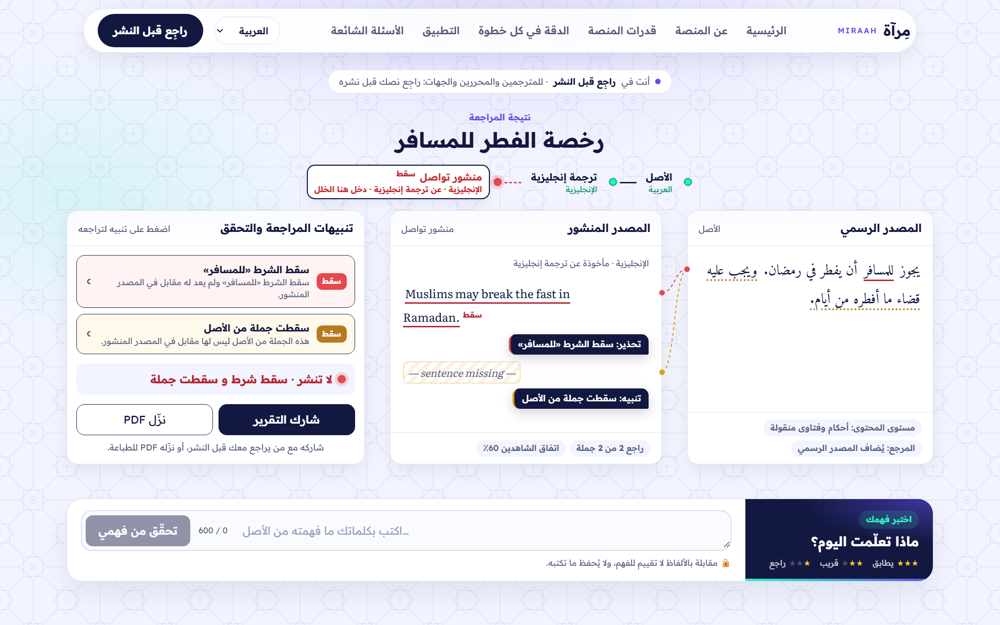 مِرآة MIRAAH
الرئيسية
عن المنصة
قدرات المنصة
الدقة في كل خطوة
التطبيق
الأسئلة الشائعة
العربية
راجِع قبل النشر
أنت في راجِع قبل النشر · للمترجمين والمحررين والجهات: راجِع نصك قبل نشره
نتيجة المراجعة
رخصة الفطر للمسافر
الأصل
العربية
ترجمة إنجليزية
الإنجليزية
منشور تواصل سقط
الإنجليزية · عن ترجمة إنجليزية · دخل هنا الخلل
المصدر الرسمي
الأصل
يجوز للمسافر أن يفطر في رمضان. ويجب عليه
قضاء ما أفطره من أيام.
مستوى المحتوى: أحكام وفتاوى منقولة
المرجع: يُضاف المصدر الرسمي
المصدر المنشور
منشور تواصل
الإنجليزية · مأخوذة عن ترجمة إنجليزية
Muslims may break the fast in
Ramadan. سقط
تحذير: سقط الشرط «للمسافر»
— sentence missing —
تنبيه: سقطت جملة من الأصل
راجع 2 من 2 جملة
اتفاق الشاهدين 60٪
تنبيهات المراجعة والتحقق
اضغط على تنبيه لتراجعه
سقط
سقط الشرط «للمسافر»
سقط الشرط «للمسافر» ولم يعد له مقابل في المصدر
المنشور.
سقط
سقطت جملة من الأصل
هذه الجملة من الأصل ليس لها مقابل في المصدر المنشور.
لا تنشر · سقط شرط و سقطت جملة
شارك التقرير
نزّل PDF
شاركه مع من يراجع معك قبل النشر، أو نزّله PDF للطباعة.
اختبر فهمك
ماذا تعلّمت اليوم؟
★★★ يطابق ★★★ قريب ★★★ راجع
اكتب بكلماتك ما فهمته من الأصل...
0 / 600
تحقّق من فهمي
مقابلة بالألفاظ لا تقييم للفهم، ولا يُحفظ ما تكتبه.